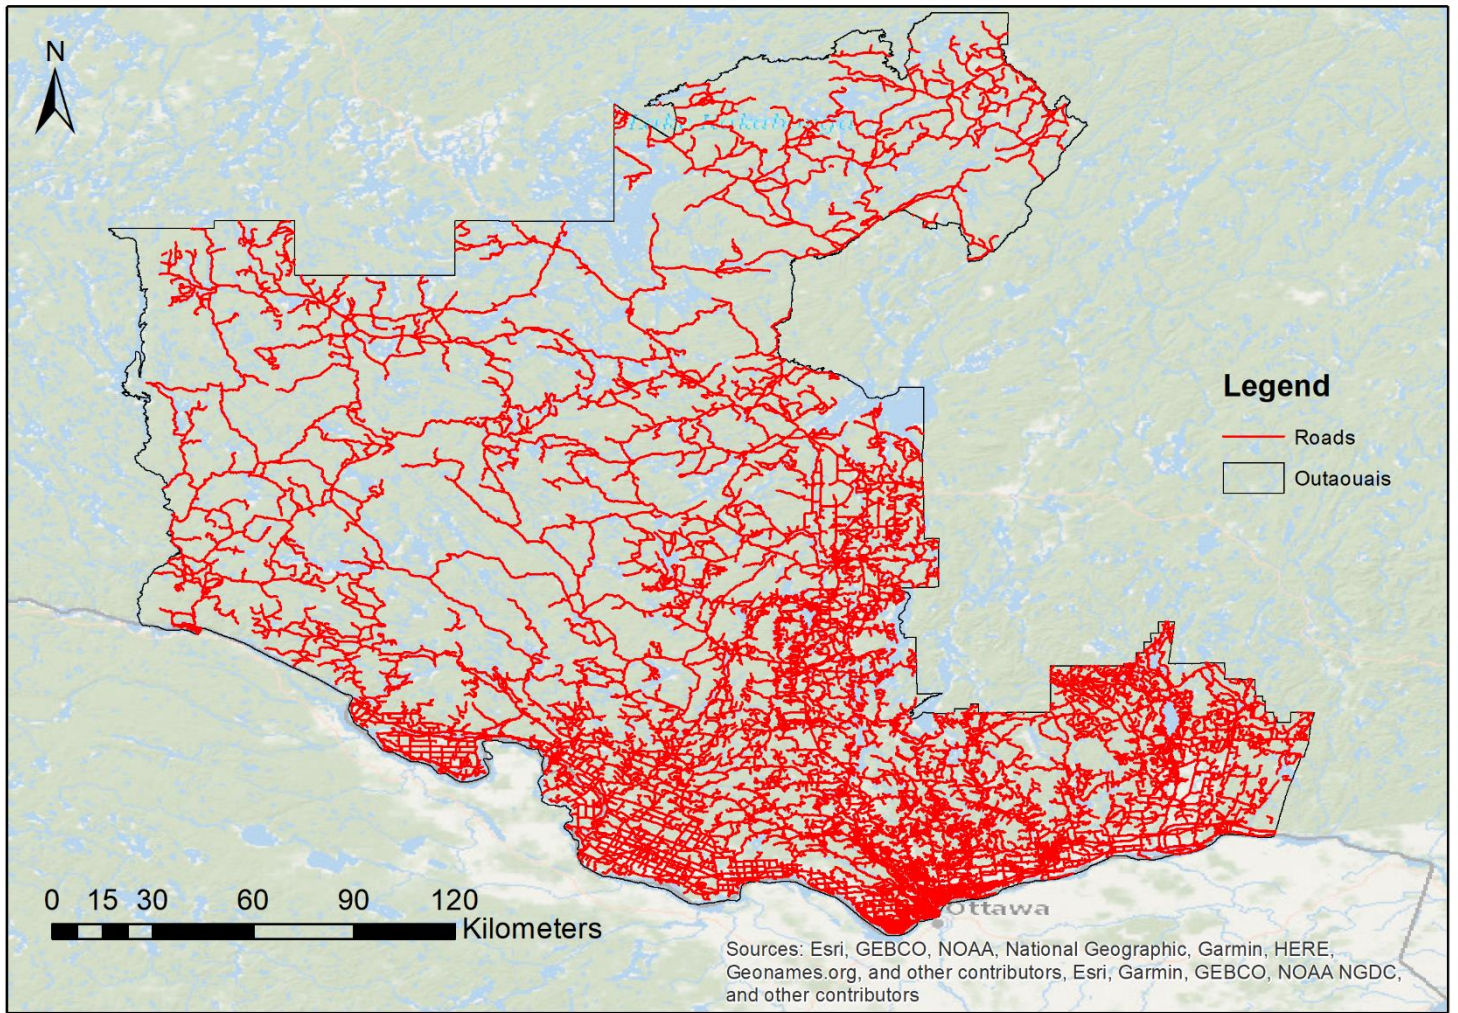 N
Legend
Roads
Outaouais
0 15 30 60 90 120
Kilometers
Ottawa
Sources: Esri, GEBCO, NOAA, National Geographic, Garmin, HERE,
Geonames.org, and other contributors, Esri, Garmin, GEBCO, NOAA NGDC,
and other contributors